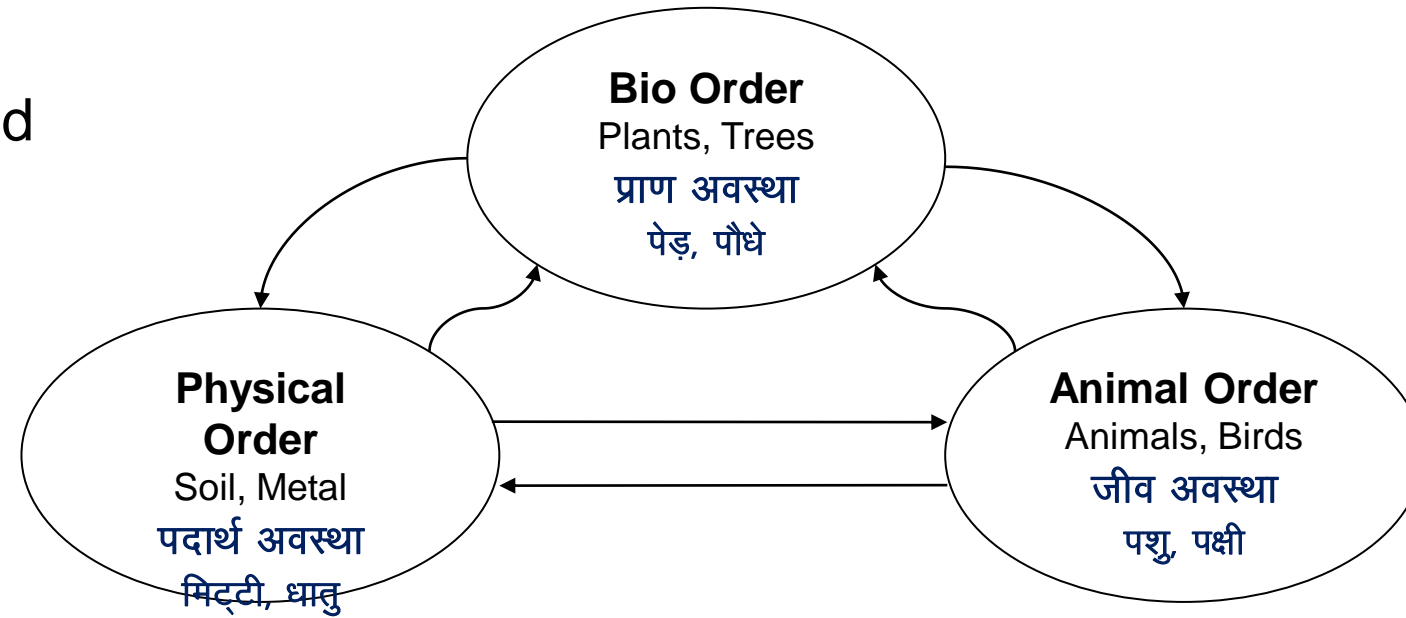 d
Bio Order
Plants, Trees
प्राण अवस्था
पेड़, पौधे
Physical
Order
Soil, Metal
पदार्थ अवस्था
मिट्टी, धातु
Animal Order
Animals, Birds
जीव अवस्था
पशु, पक्षी